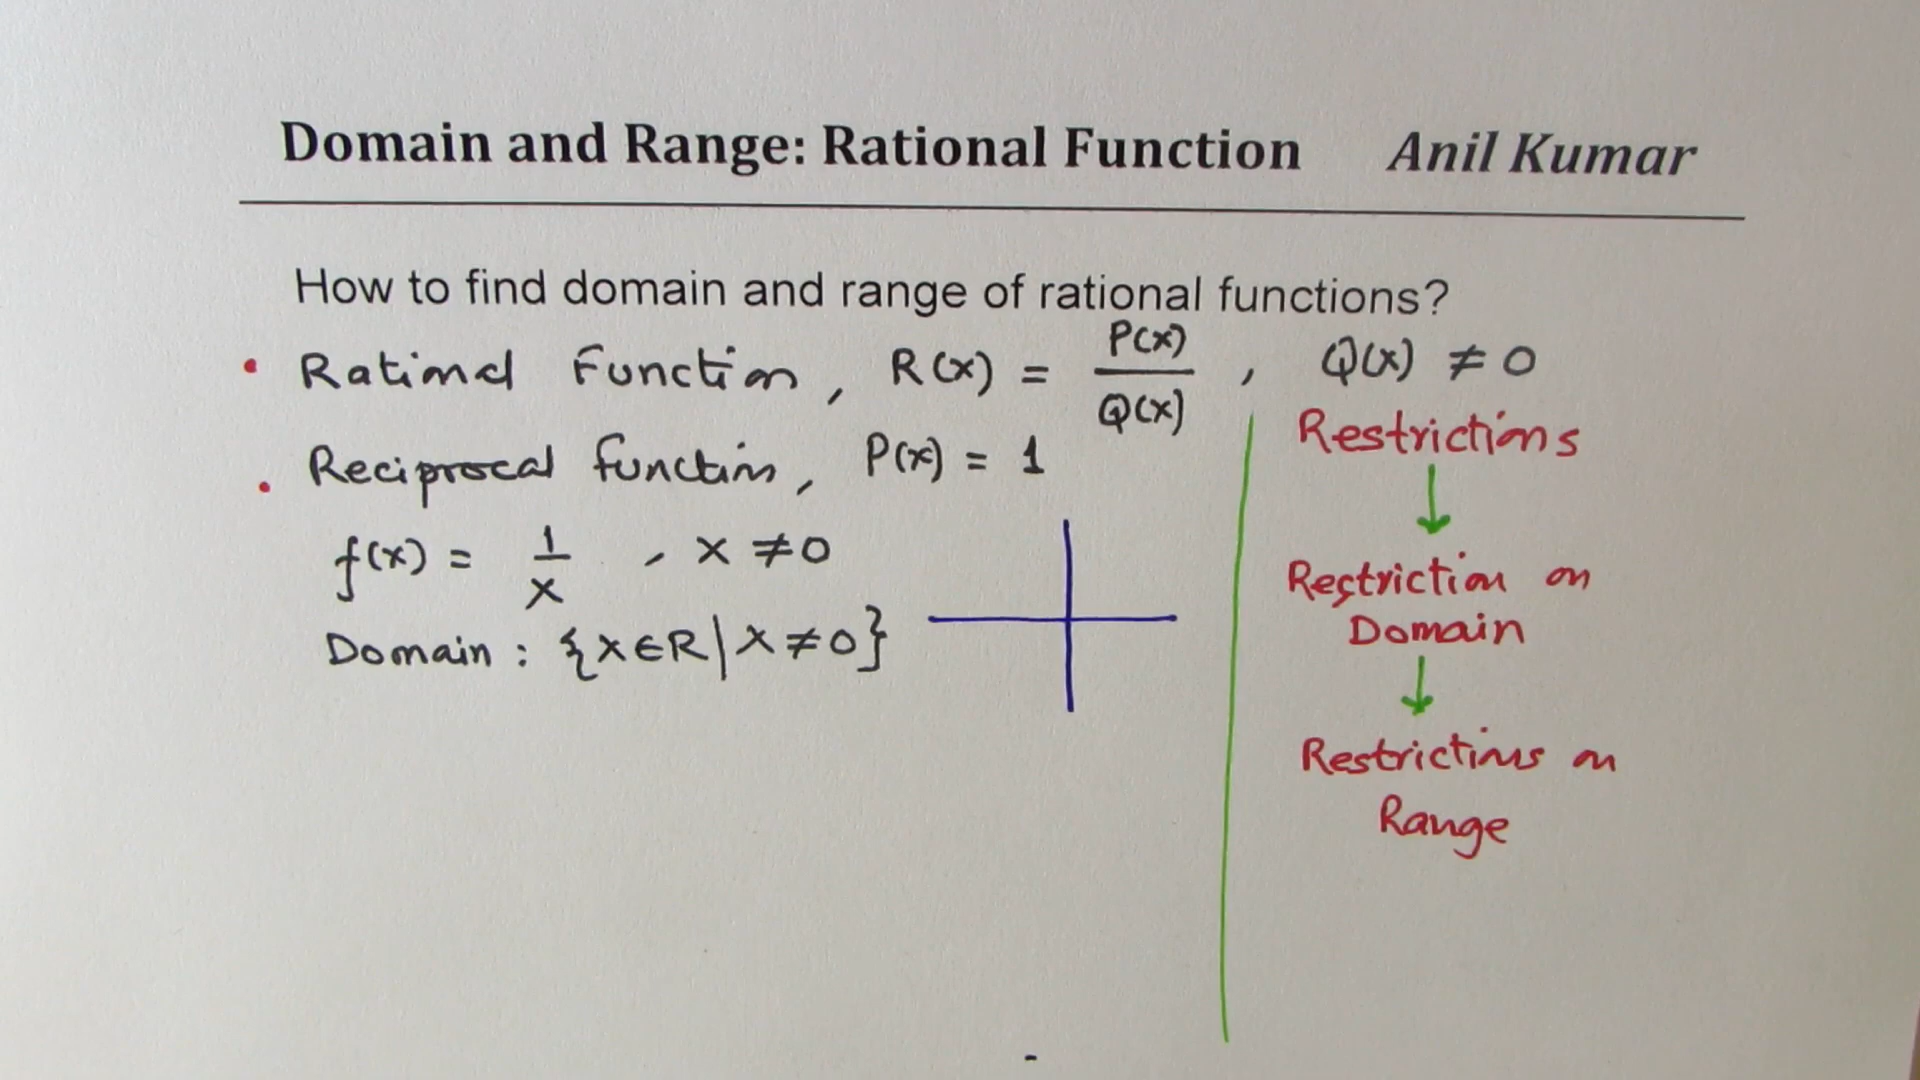 Domain and Range: Rational Function Anil Kumar
How to find domain and range of rational functions?
• Rational Function, R(x) = P(x)/Q(x) , Q(x) ≠ 0
• Reciprocal function, P(x) = 1
f(x) = 1/x , x ≠ 0
Domain : {x∈R | x ≠ 0}
Restrictions
↓
Restriction on
Domain
↓
Restrictions on
Range